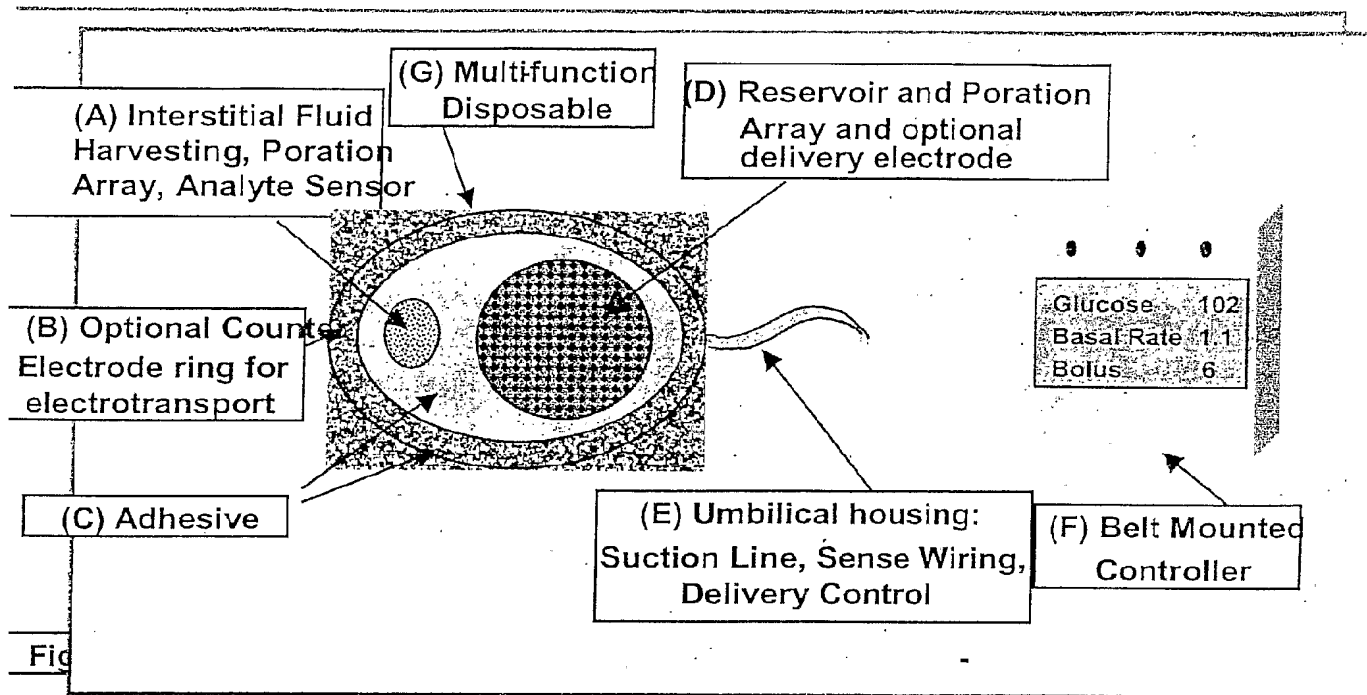 (G) Multifunction
Disposable
(A) Interstitial Fluid
Harvesting, Poration
Array, Analyte Sensor
(D) Reservoir and Poration
Array and optional
delivery electrode
(B) Optional Counter
Electrode ring for
electrotransport
Glucose 102
Basal Rate 1.1
Bolus 6
(C) Adhesive
(E) Umbilical housing:
Suction Line, Sense Wiring,
Delivery Control
(F) Belt Mounted
Controller
Fig